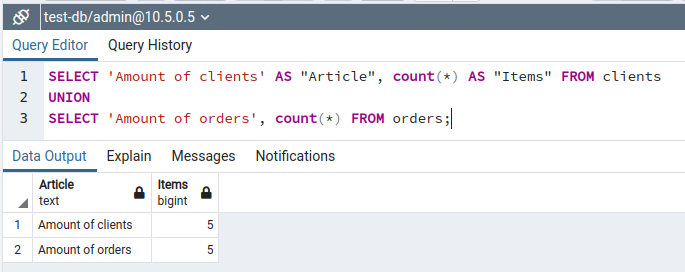 test-db/admin@10.5.0.5
Query Editor Query History
1 SELECT 'Amount of clients' AS "Article", count(*) AS "Items" FROM clients
2 UNION
3 SELECT 'Amount of orders', count(*) FROM orders;
Data Output Explain Messages Notifications
Article Items
text bigint
1 Amount of clients 5
2 Amount of orders 5